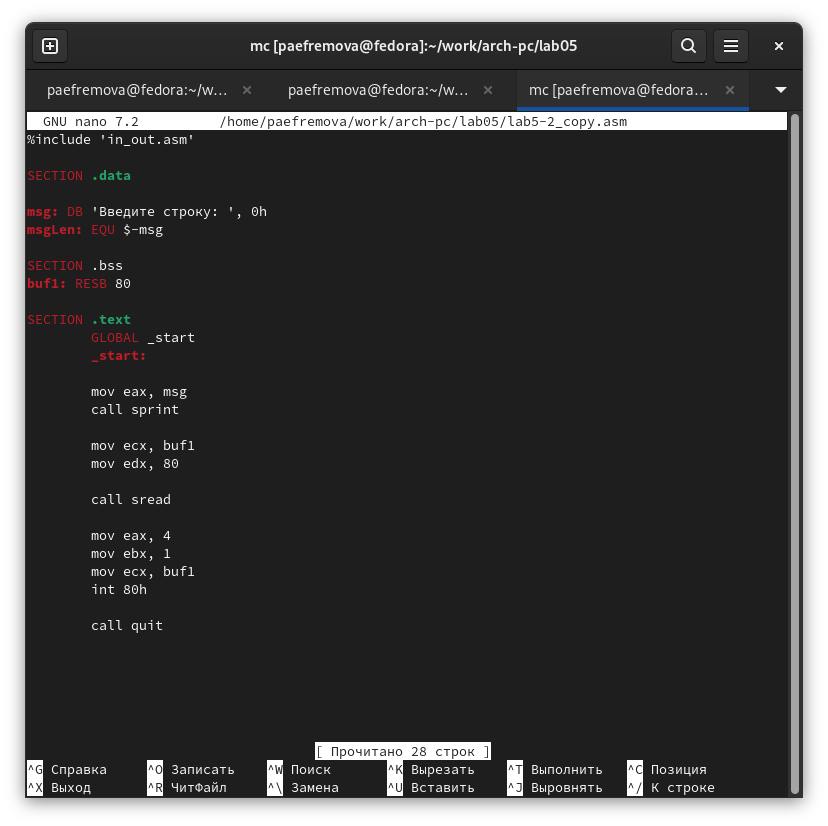 mc [paefremova@fedora]:~/work/arch-pc/lab05
paefremova@fedora:~/w... × paefremova@fedora:~/w... × mc [paefremova@fedora... ×
GNU nano 7.2 /home/paefremova/work/arch-pc/lab05/lab5-2_copy.asm
%include 'in_out.asm'
SECTION .data
msg: DB 'Введите строку: ', 0h
msgLen: EQU $-msg
SECTION .bss
buf1: RESB 80
SECTION .text
GLOBAL _start
_start:
mov eax, msg
call sprint
mov ecx, buf1
mov edx, 80
call sread
mov eax, 4
mov ebx, 1
mov ecx, buf1
int 80h
call quit
[ Прочитано 28 строк ]
^G Справка ^O Записать ^W Поиск ^K Вырезать ^T Выполнить ^C Позиция
^X Выход ^R ЧитФайл ^\ Замена ^U Вставить ^J Выровнять ^/ К строке